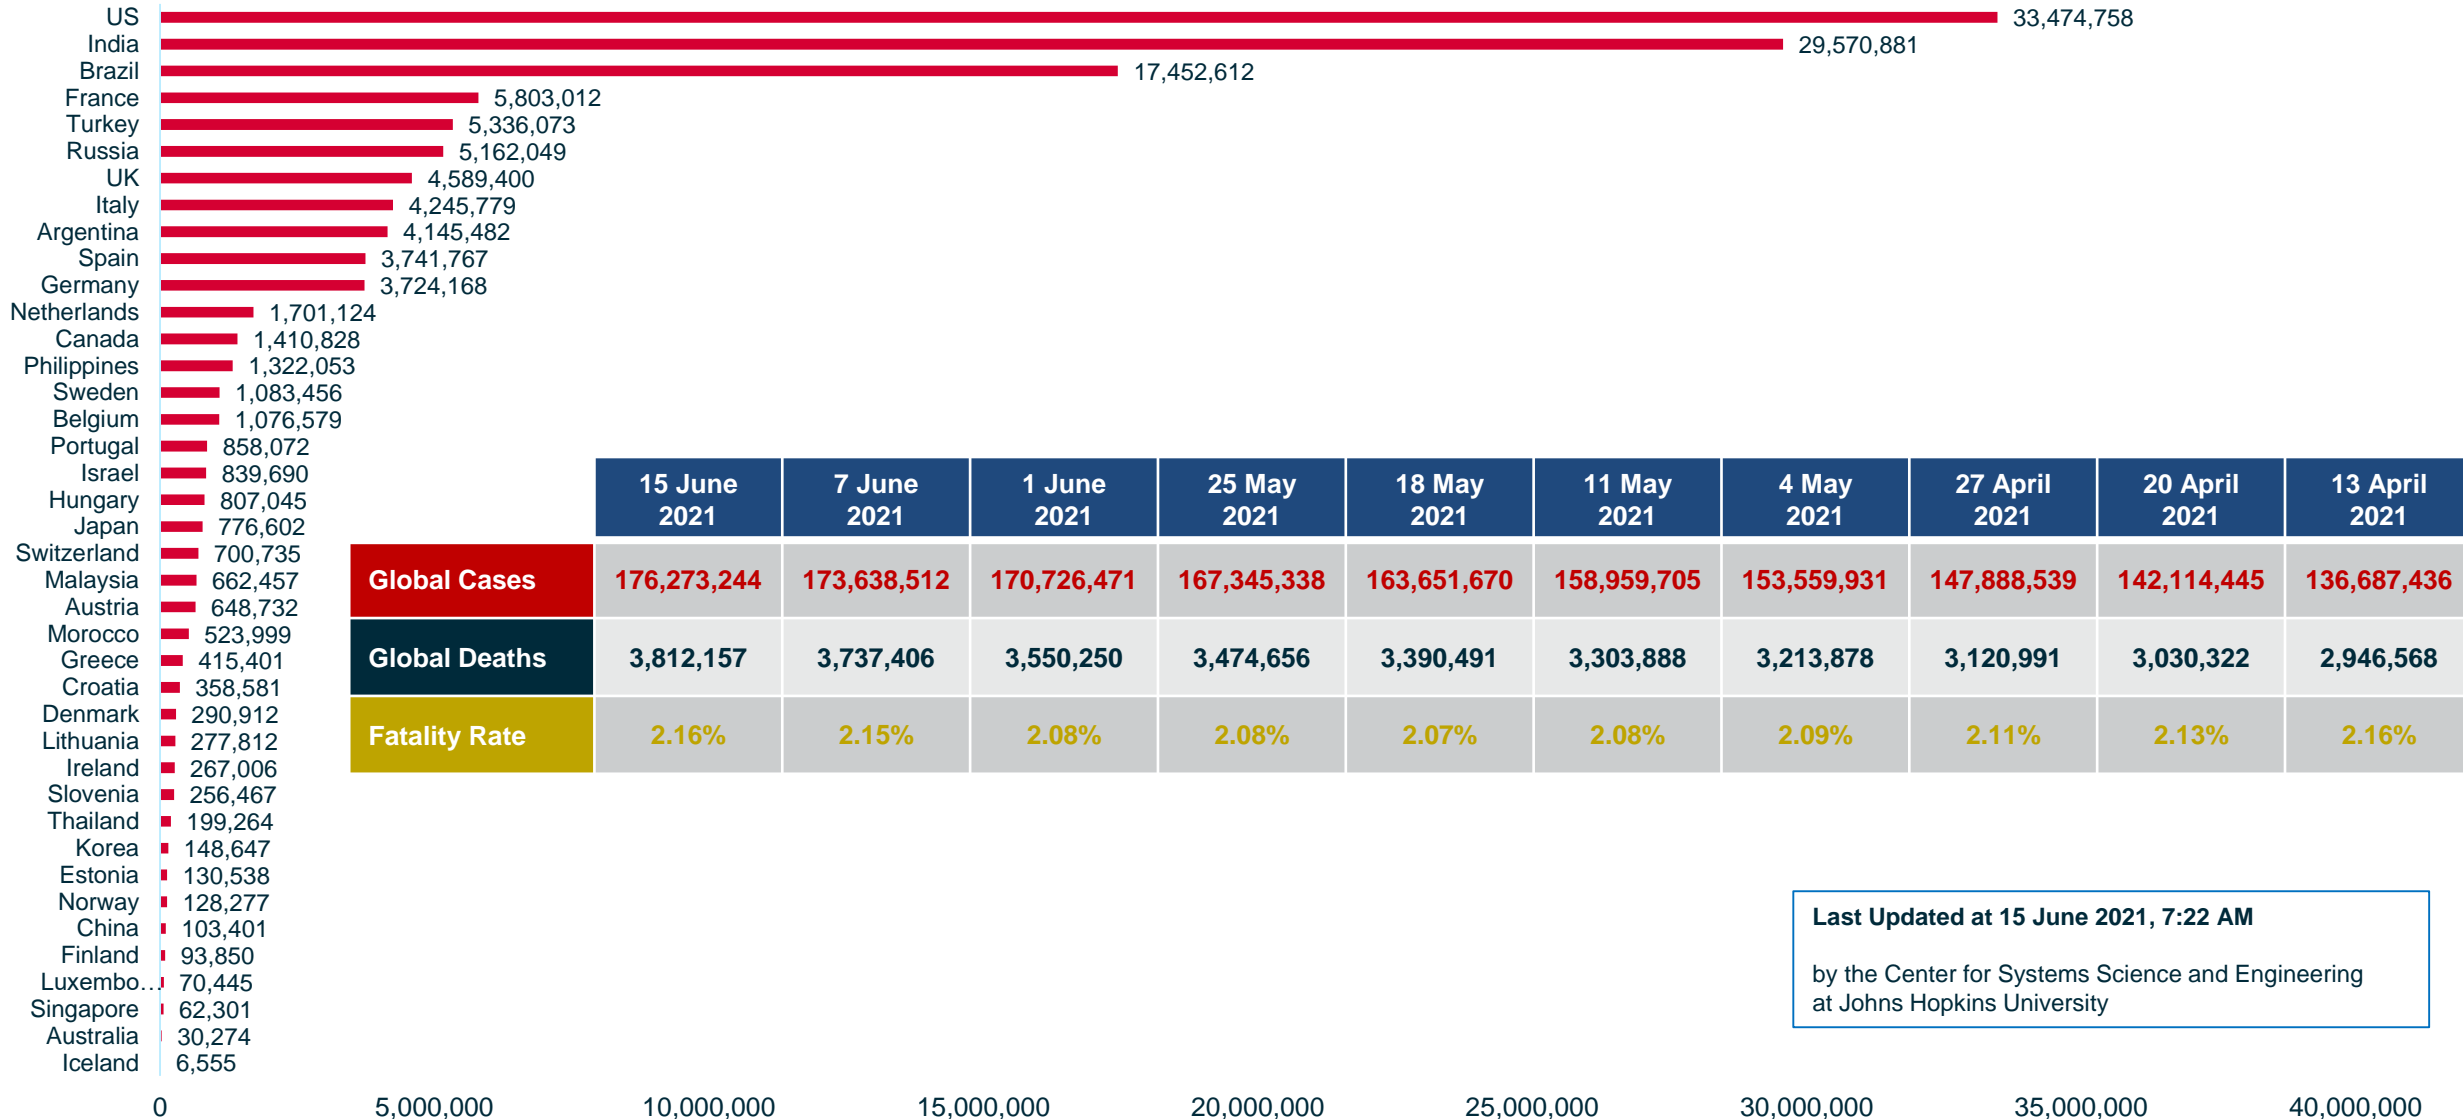 US 33,474,758
India 29,570,881
Brazil 17,452,612
France 5,803,012
Turkey 5,336,073
Russia 5,162,049
UK 4,589,400
Italy 4,245,779
Argentina 4,145,482
Spain 3,741,767
Germany 3,724,168
Netherlands 1,701,124
Canada 1,410,828
Philippines 1,322,053
Sweden 1,083,456
Belgium 1,076,579
Portugal 858,072
Israel 839,690
Hungary 807,045
Japan 776,602
Switzerland 700,735
Malaysia 662,457
Austria 648,732
Morocco 523,999
Greece 415,401
Croatia 358,581
Denmark 290,912
Lithuania 277,812
Ireland 267,006
Slovenia 256,467
Thailand 199,264
Korea 148,647
Estonia 130,538
Norway 128,277
China 103,401
Finland 93,850
Luxembo… 70,445
Singapore 62,301
Australia 30,274
Iceland 6,555
0 5,000,000 10,000,000 15,000,000 20,000,000 25,000,000 30,000,000 35,000,000 40,000,000
15 June 7 June 1 June 25 May 18 May 11 May 4 May 27 April 20 April 13 April
2021 2021 2021 2021 2021 2021 2021 2021 2021 2021
Global Cases 176,273,244 173,638,512 170,726,471 167,345,338 163,651,670 158,959,705 153,559,931 147,888,539 142,114,445 136,687,436
Global Deaths 3,812,157 3,737,406 3,550,250 3,474,656 3,390,491 3,303,888 3,213,878 3,120,991 3,030,322 2,946,568
Fatality Rate 2.16% 2.15% 2.08% 2.08% 2.07% 2.08% 2.09% 2.11% 2.13% 2.16%
Last Updated at 15 June 2021, 7:22 AM
by the Center for Systems Science and Engineering
at Johns Hopkins University